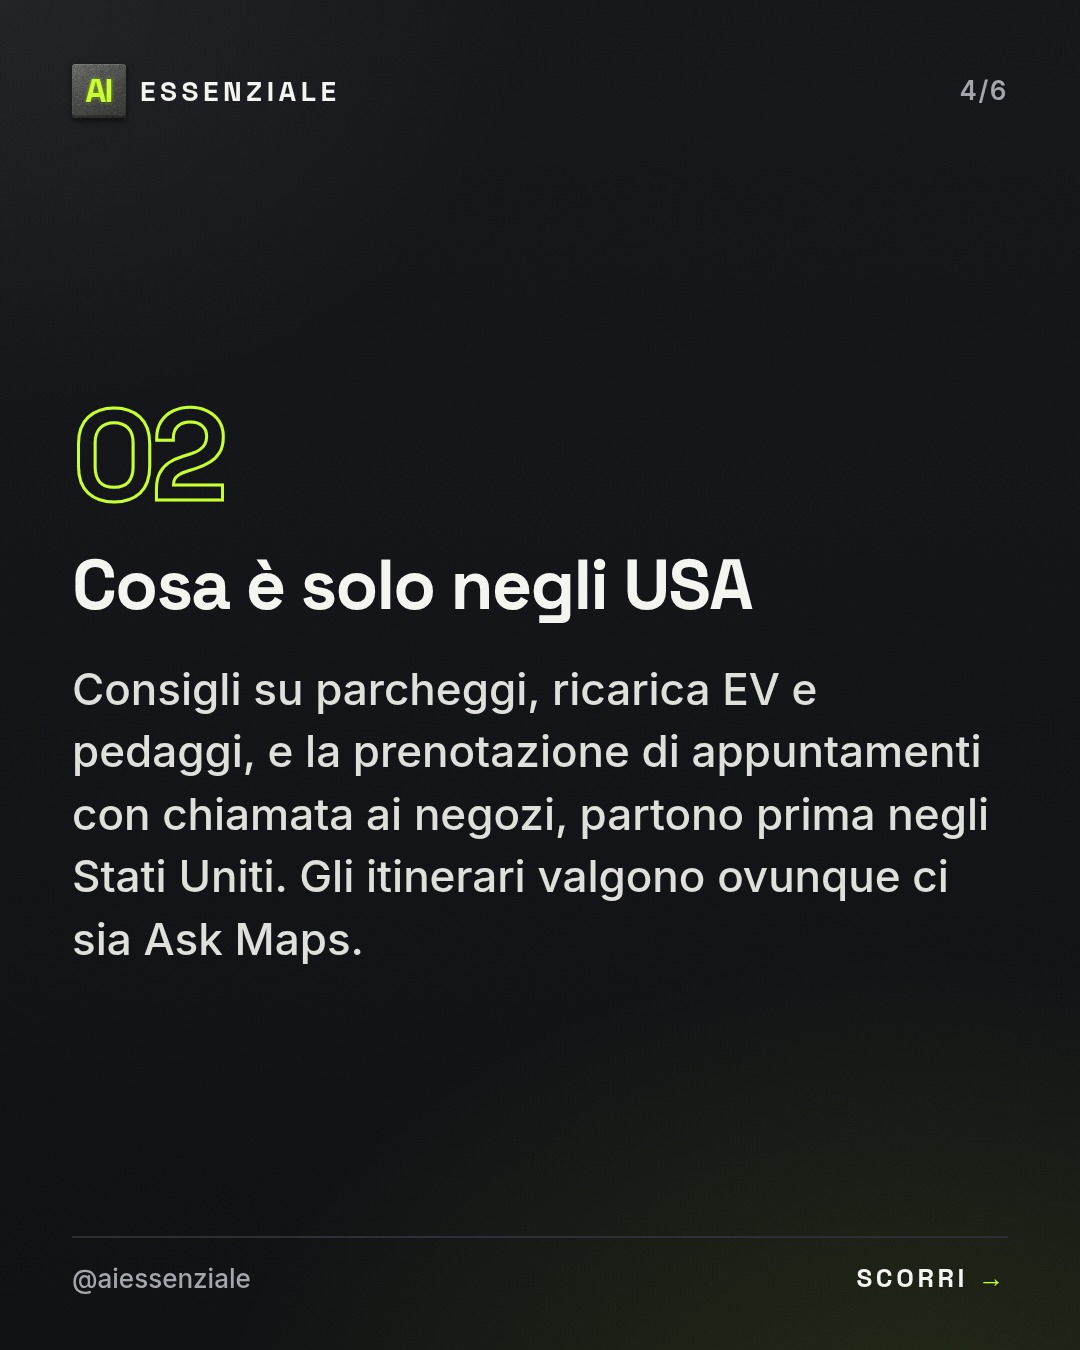 AI ESSENZIALE
4/6
02
Cosa è solo negli USA
Consigli su parcheggi, ricarica EV e
pedaggi, e la prenotazione di appuntamenti
con chiamata ai negozi, partono prima negli
Stati Uniti. Gli itinerari valgono ovunque ci
sia Ask Maps.
@aiessenziale
SCORRI →